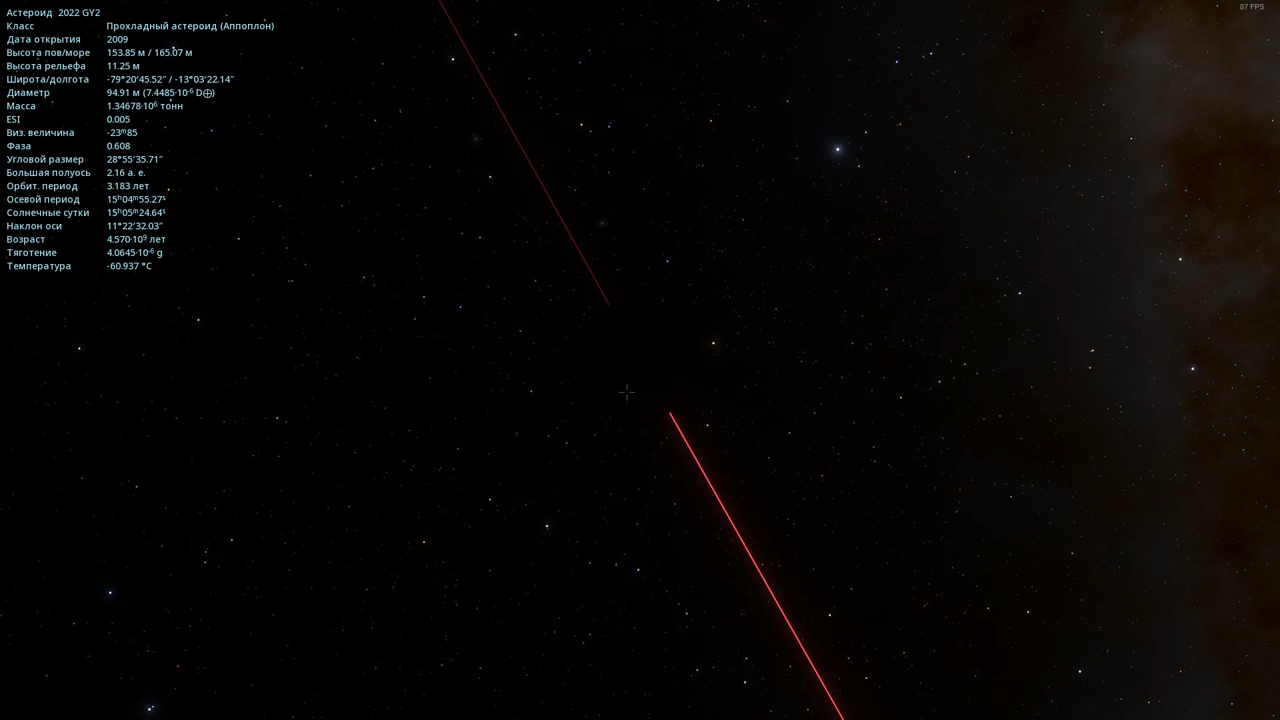 87 FPS
Астероид 2022 GY2
Класс Прохладный астероид (Аппоплон)
Дата открытия 2009
Высота пов/море 153.85 м / 165.07 м
Высота рельефа 11.25 м
Широта/долгота -79°20′45.52″ / -13°03′22.14″
Диаметр 94.91 м (7.4485·10⁻⁶ D⊕)
Масса 1.34678·10⁶ тонн
ESI 0.005
Виз. величина -23ᵐ85
Фаза 0.608
Угловой размер 28°55′35.71″
Большая полуось 2.16 а. е.
Орбит. период 3.183 лет
Осевой период 15ʰ04ᵐ55.27ˢ
Солнечные сутки 15ʰ05ᵐ24.64ˢ
Наклон оси 11°22′32.03″
Возраст 4.570·10⁹ лет
Тяготение 4.0645·10⁻⁶ g
Температура -60.937 °C